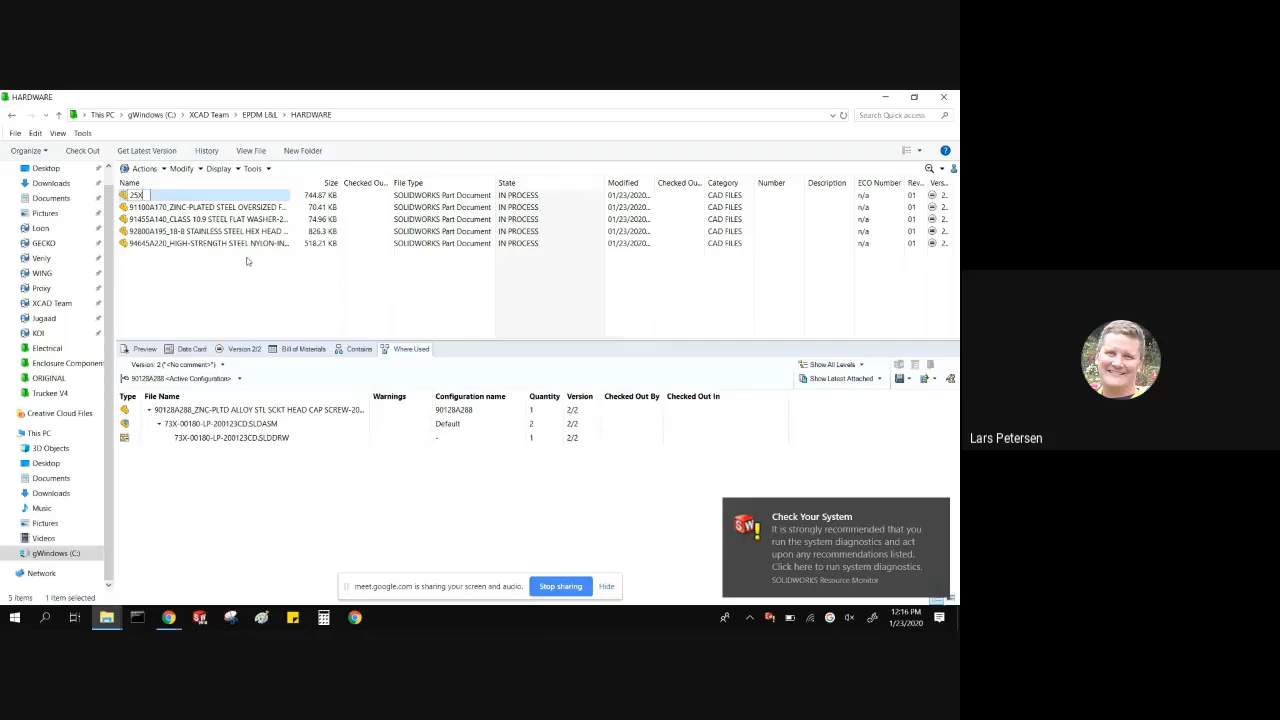 HARDWARE
This PC > gWindows (C:) > XCAD Team > EPDM L&L > HARDWARE
Search Quick access
File Edit View Tools
Organize Check Out Get Latest Version History View File New Folder
Actions Modify Display Tools
Name Size Checked Ou... File Type State Modified Checked Ou... Category Number Description ECO Number Rev... Vers...
25X 744.87 KB SOLIDWORKS Part Document IN PROCESS 01/23/2020... CAD FILES n/a 01 2..
91100A170_ZINC-PLATED STEEL OVERSIZED F... 70.41 KB SOLIDWORKS Part Document IN PROCESS 01/23/2020... CAD FILES n/a 01 2..
91455A140_CLASS 10.9 STEEL FLAT WASHER-2... 74.96 KB SOLIDWORKS Part Document IN PROCESS 01/23/2020... CAD FILES n/a 01 2..
92800A195_18-8 STAINLESS STEEL HEX HEAD ... 826.3 KB SOLIDWORKS Part Document IN PROCESS 01/23/2020... CAD FILES n/a 01 2..
94645A220_HIGH-STRENGTH STEEL NYLON-IN... 518.21 KB SOLIDWORKS Part Document IN PROCESS 01/23/2020... CAD FILES n/a 01 2..
Desktop
Downloads
Documents
Pictures
Loon
GECKO
Verily
WING
Proxy
XCAD Team
Jugaad
KOI
Electrical
Enclosure Component
ORIGINAL
Truckee V4
Creative Cloud Files
This PC
3D Objects
Desktop
Documents
Downloads
Music
Pictures
Videos
gWindows (C:)
Network
5 items 1 item selected
Preview Data Card Version 2/2 Bill of Materials Contains Where Used
Version: 2 ("<No comment>") Show All Levels
90128A288 <Active Configuration> Show Latest Attached
Type File Name Warnings Configuration name Quantity Version Checked Out By Checked Out In
90128A288_ZNC-PLTD ALLOY STL SCKT HEAD CAP SCREW-20... 90128A288 1 2/2
73X-00180-LP-200123CD.SLDASM Default 2 2/2
73X-00180-LP-200123CD.SLDDRW - 1 2/2
Check Your System
It is strongly recommended that you
run the system diagnostics and act
upon any recommendations listed.
Click here to run system diagnostics.
SOLIDWORKS Resource Monitor
meet.google.com is sharing your screen and audio. Stop sharing Hide
12:16 PM
1/23/2020
Lars Petersen